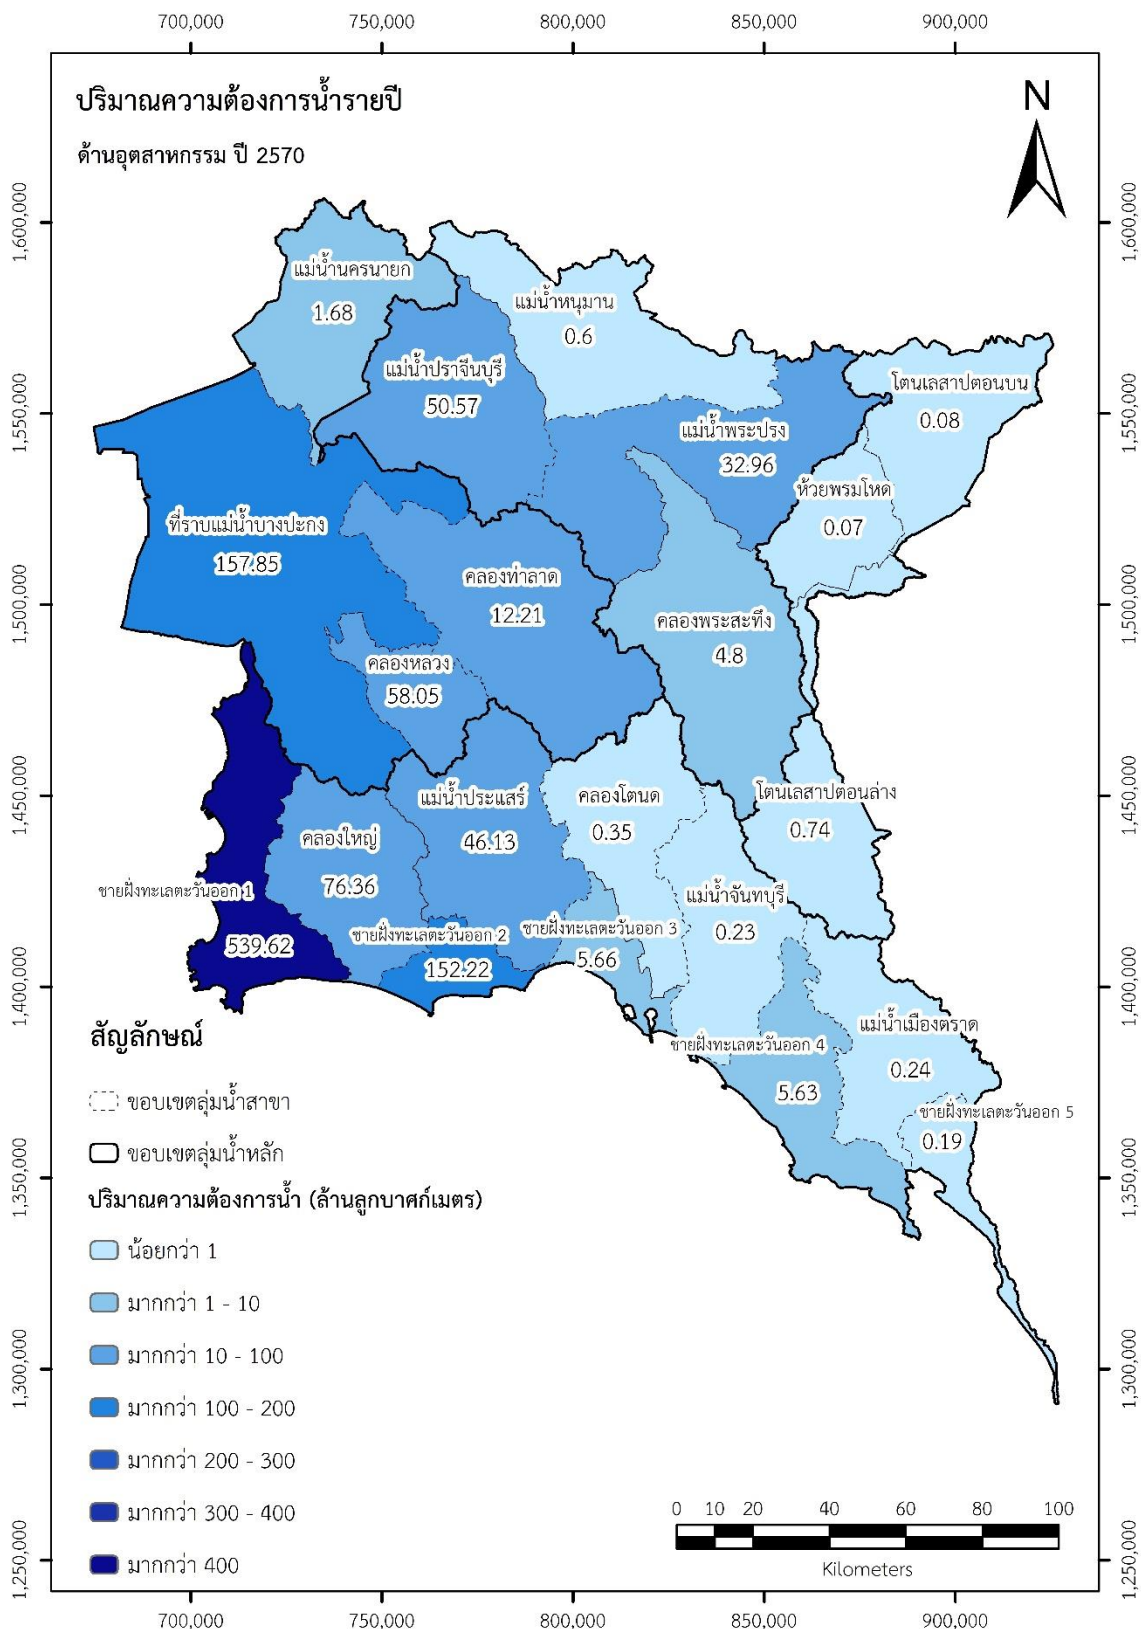 700,000 750,000 800,000 850,000 900,000
ปริมาณความต้องการน้ำรายปี
N
ด้านอุตสาหกรรม ปี 2570
1,600,000 1,600,000
แม่น้ำนครนายก
1.68
แม่น้ำหนุมาน
0.6
แม่น้ำปราจีนบุรี
50.57
โตนเลสาปตอนบน
0.08
1,550,000 1,550,000
แม่น้ำพระปรง
32.96
ห้วยพรมโหด
0.07
ที่ราบแม่น้ำบางปะกง
157.85
คลองท่าลาด
12.21
1,500,000 1,500,000
คลองพระสะทึง
4.8
คลองหลวง
58.05
1,450,000 1,450,000
แม่น้ำประแสร์
46.13
คลองโตนด
0.35
โตนเลสาปตอนล่าง
0.74
คลองใหญ่
76.36
ชายฝั่งทะเลตะวันออก 1
539.62
แม่น้ำจันทบุรี
0.23
ชายฝั่งทะเลตะวันออก 2
152.22
ชายฝั่งทะเลตะวันออก 3
5.66
1,400,000 1,400,000
แม่น้ำเมืองตราด
0.24
ชายฝั่งทะเลตะวันออก 4
5.63
ชายฝั่งทะเลตะวันออก 5
0.19
สัญลักษณ์
ขอบเขตลุ่มน้ำสาขา
ขอบเขตลุ่มน้ำหลัก
1,350,000 1,350,000
ปริมาณความต้องการน้ำ (ล้านลูกบาศก์เมตร)
น้อยกว่า 1
มากกว่า 1 - 10
มากกว่า 10 - 100
1,300,000 1,300,000
มากกว่า 100 - 200
มากกว่า 200 - 300
มากกว่า 300 - 400
มากกว่า 400
1,250,000 1,250,000
0 10 20 40 60 80 100
Kilometers
700,000 750,000 800,000 850,000 900,000